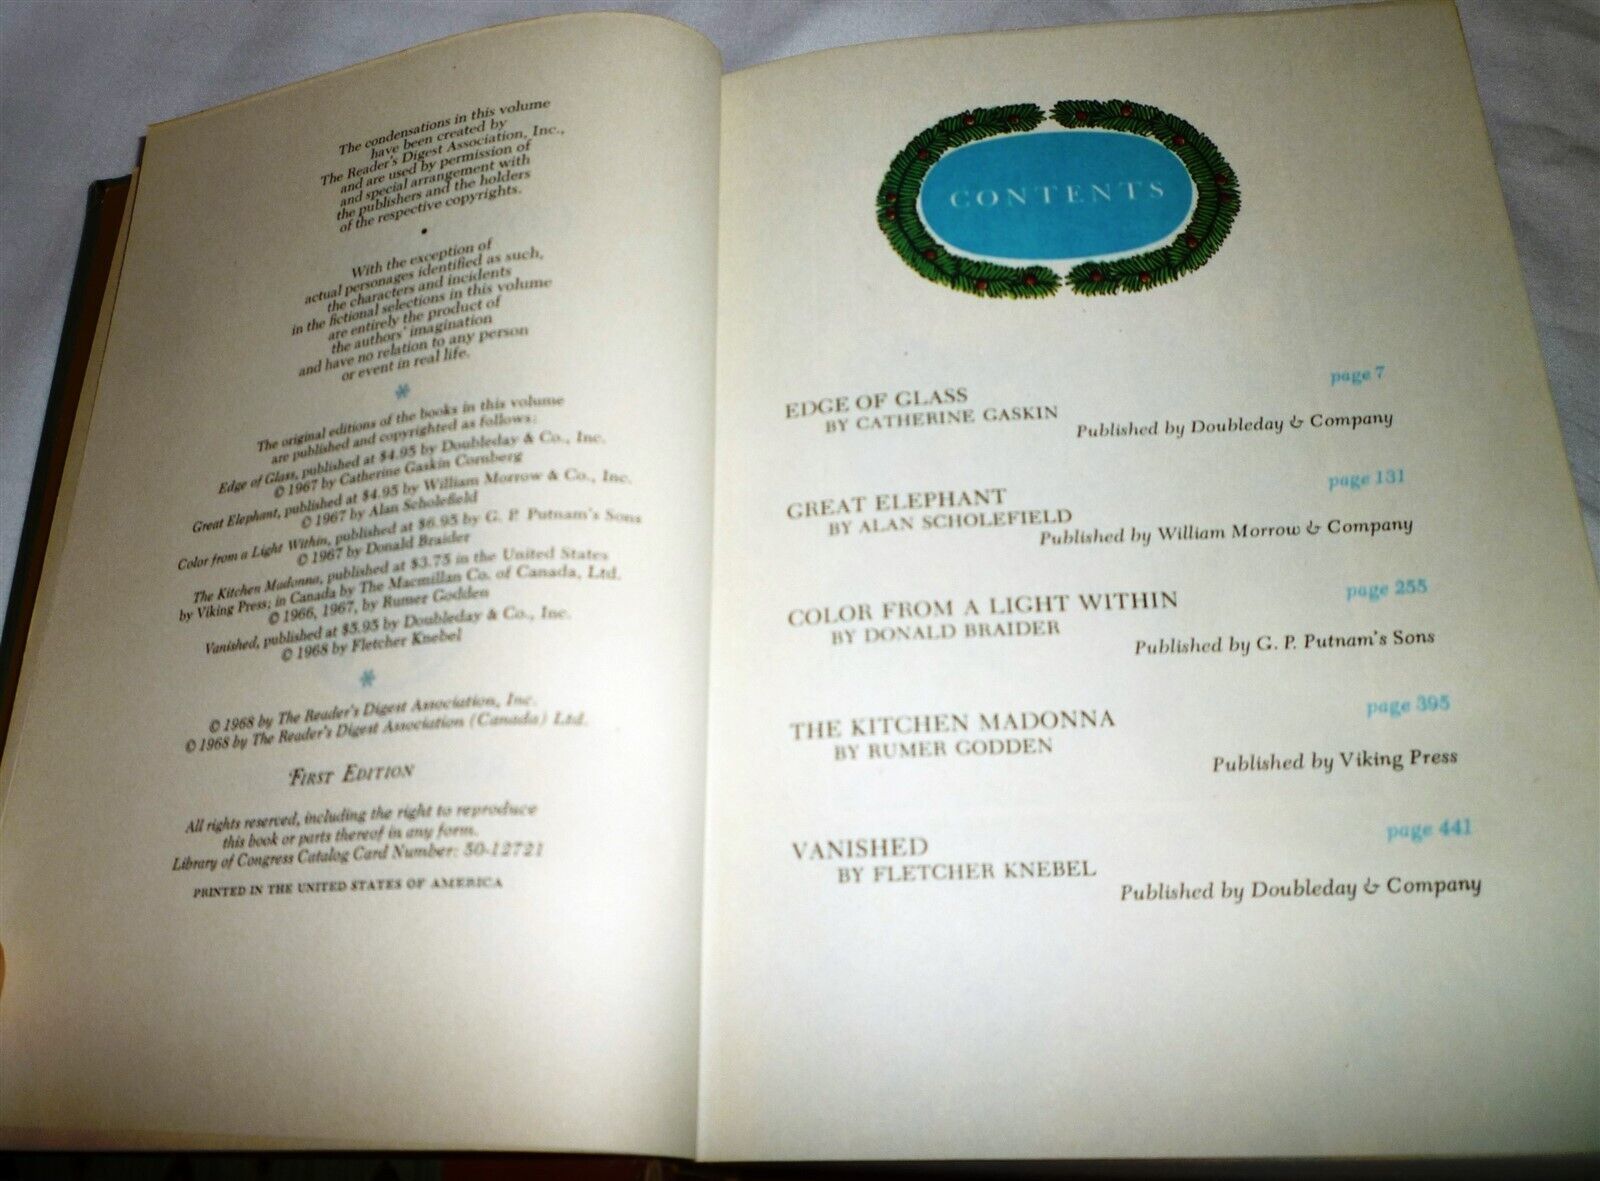 The condensations in this volume
have been created by
The Reader's Digest Association, Inc.,
and are used by permission of
and special arrangement with
the publishers and the holders
of the respective copyrights.
•
With the exception of
actual personages identified as such,
the characters and incidents
in the fictional selections in this volume
are entirely the product of
the authors' imagination
and have no relation to any person
or event in real life.
*
The original editions of the books in this volume
are published and copyrighted as follows:
Edge of Glass, published at $4.95 by Doubleday & Co., Inc.
© 1967 by Catherine Gaskin Cornberg
Great Elephant, published at $4.95 by William Morrow & Co., Inc.
© 1967 by Alan Scholefield
Color from a Light Within, published at $6.95 by G. P. Putnam's Sons
© 1967 by Donald Braider
The Kitchen Madonna, published at $3.75 in the United States
by Viking Press; in Canada by The Macmillan Co. of Canada, Ltd.
© 1966, 1967, by Rumer Godden
Vanished, published at $5.95 by Doubleday & Co., Inc.
© 1968 by Fletcher Knebel
*
© 1968 by The Reader's Digest Association, Inc.
© 1968 by The Reader's Digest Association (Canada) Ltd.
FIRST EDITION
All rights reserved, including the right to reproduce
this book or parts thereof in any form.
Library of Congress Catalog Card Number: 50-12721
PRINTED IN THE UNITED STATES OF AMERICA
CONTENTS
EDGE OF GLASS page 7
BY CATHERINE GASKIN
Published by Doubleday & Company
GREAT ELEPHANT page 131
BY ALAN SCHOLEFIELD
Published by William Morrow & Company
COLOR FROM A LIGHT WITHIN page 255
BY DONALD BRAIDER
Published by G. P. Putnam's Sons
THE KITCHEN MADONNA page 395
BY RUMER GODDEN
Published by Viking Press
VANISHED page 441
BY FLETCHER KNEBEL
Published by Doubleday & Company